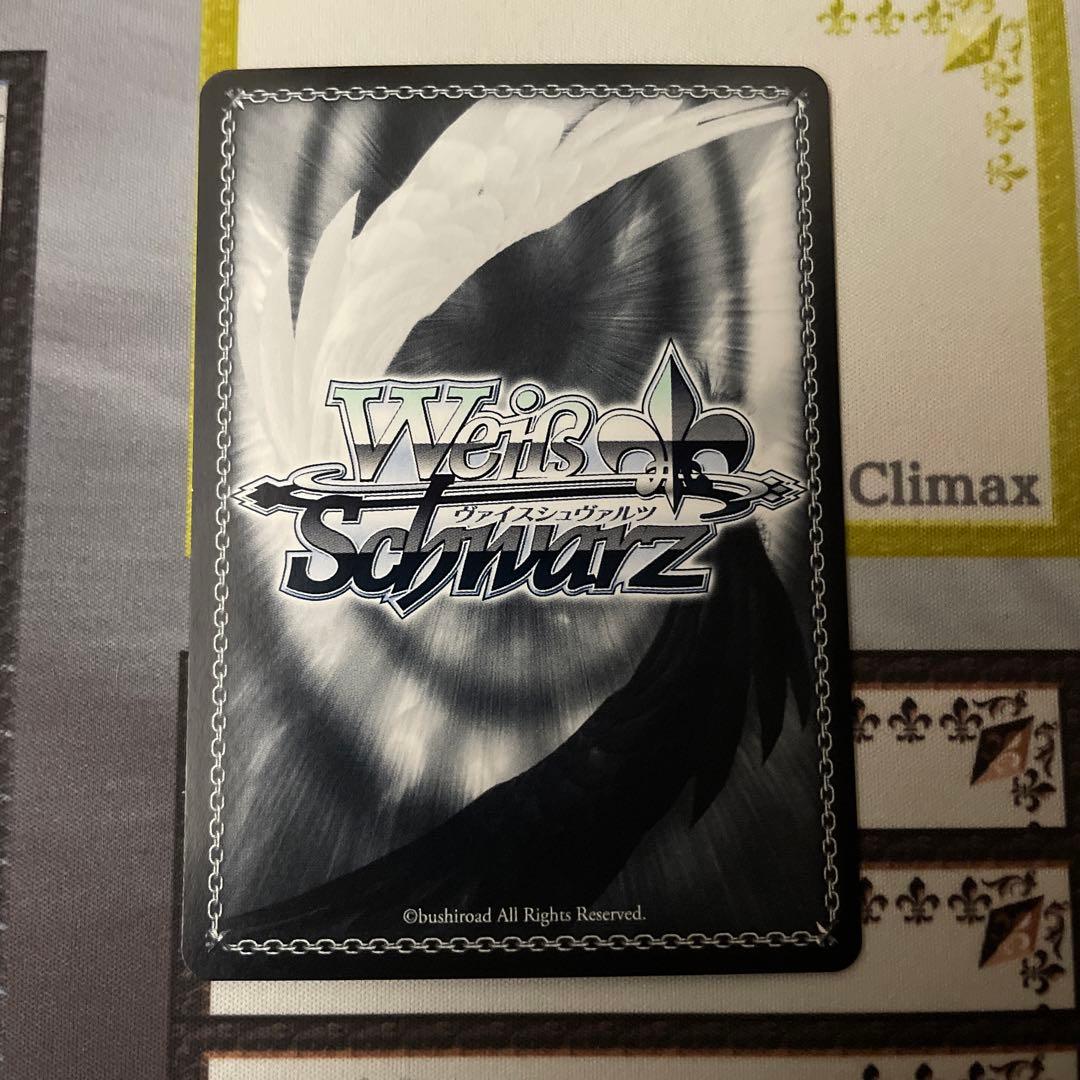 Weiß
ヴァイスシュヴァルツ
Schwarz
Climax
©bushiroad All Rights Reserved.